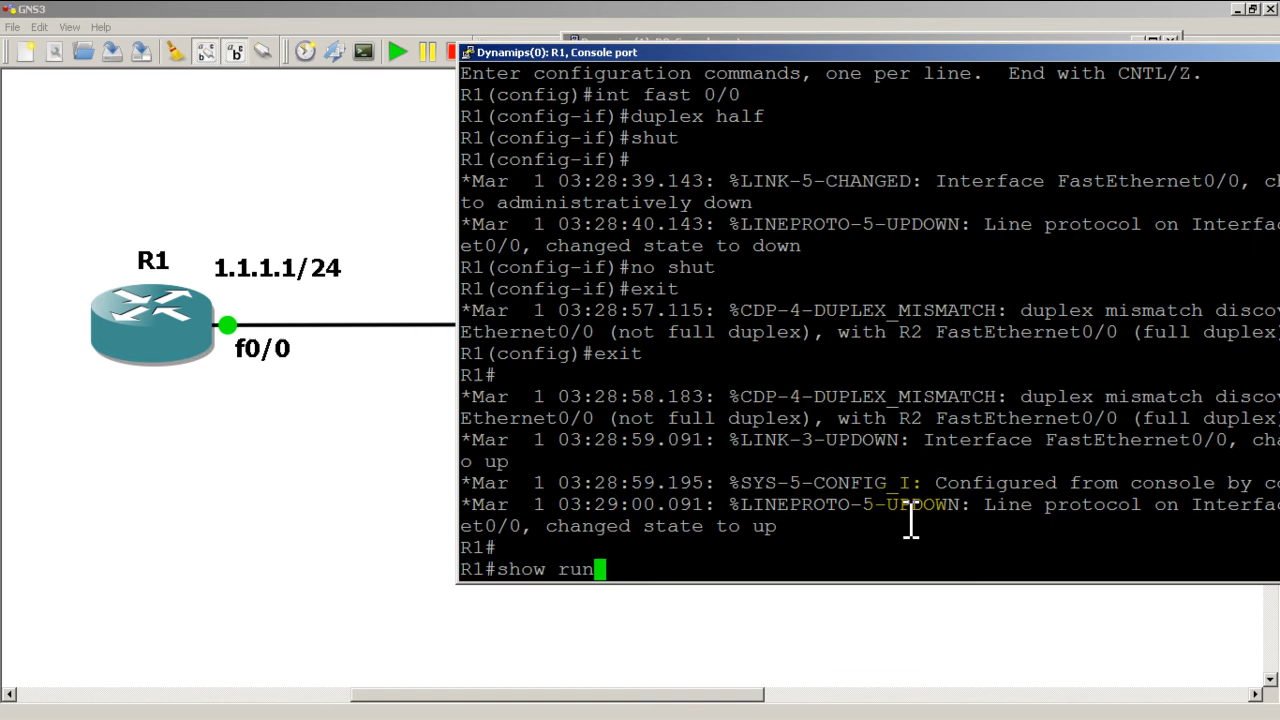 GNS3
File Edit View Help
Dynamips(0): R1, Console port
Enter configuration commands, one per line.  End with CNTL/Z.
R1(config)#int fast 0/0
R1(config-if)#duplex half
R1(config-if)#shut
R1(config-if)#
*Mar  1 03:28:39.143: %LINK-5-CHANGED: Interface FastEthernet0/0, ch
to administratively down
*Mar  1 03:28:40.143: %LINEPROTO-5-UPDOWN: Line protocol on Interfac
et0/0, changed state to down
R1(config-if)#no shut
R1(config-if)#exit
*Mar  1 03:28:57.115: %CDP-4-DUPLEX_MISMATCH: duplex mismatch discov
Ethernet0/0 (not full duplex), with R2 FastEthernet0/0 (full duplex)
R1(config)#exit
R1#
*Mar  1 03:28:58.183: %CDP-4-DUPLEX_MISMATCH: duplex mismatch discov
Ethernet0/0 (not full duplex), with R2 FastEthernet0/0 (full duplex)
*Mar  1 03:28:59.091: %LINK-3-UPDOWN: Interface FastEthernet0/0, cha
o up
*Mar  1 03:28:59.195: %SYS-5-CONFIG_I: Configured from console by co
*Mar  1 03:29:00.091: %LINEPROTO-5-UPDOWN: Line protocol on Interfac
et0/0, changed state to up
R1#
R1#show run
R1
1.1.1.1/24
f0/0